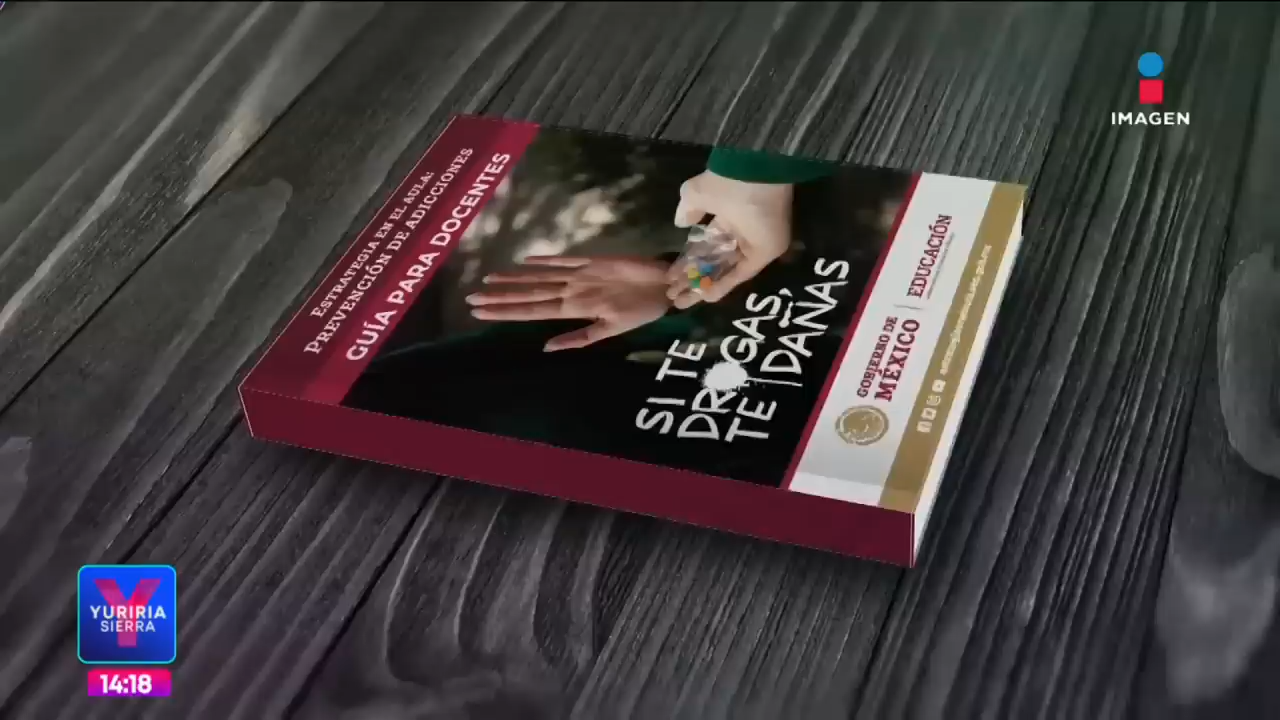 IMAGEN
ESTRATEGIA EN EL AULA:
PREVENCIÓN DE ADICCIONES
GUÍA PARA DOCENTES
SI TE
DROGAS,
TE DAÑAS
GOBIERNO DE
MÉXICO
EDUCACIÓN
YURIRIA
SIERRA
14:18